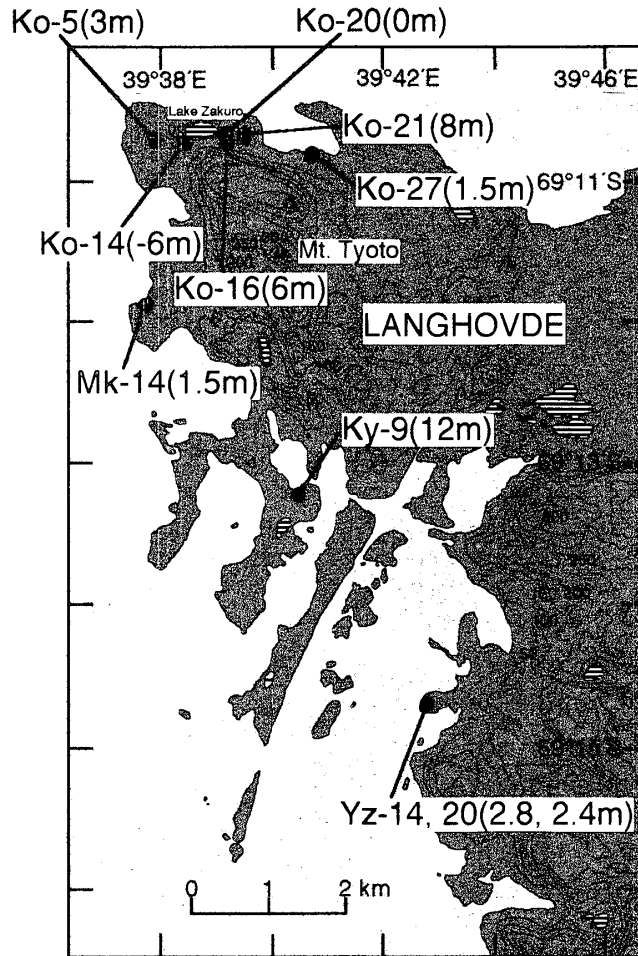 Ko-5(3m)
Ko-20(0m)
39°38′E
39°42′E
39°46′E
Lake Zakuro
Ko-21(8m)
Ko-27(1.5m)
69°11′S
Ko-14(-6m)
Mt. Tyoto
Ko-16(6m)
LANGHOVDE
Mk-14(1.5m)
Ky-9(12m)
Yz-14, 20(2.8, 2.4m)
0 1 2 km